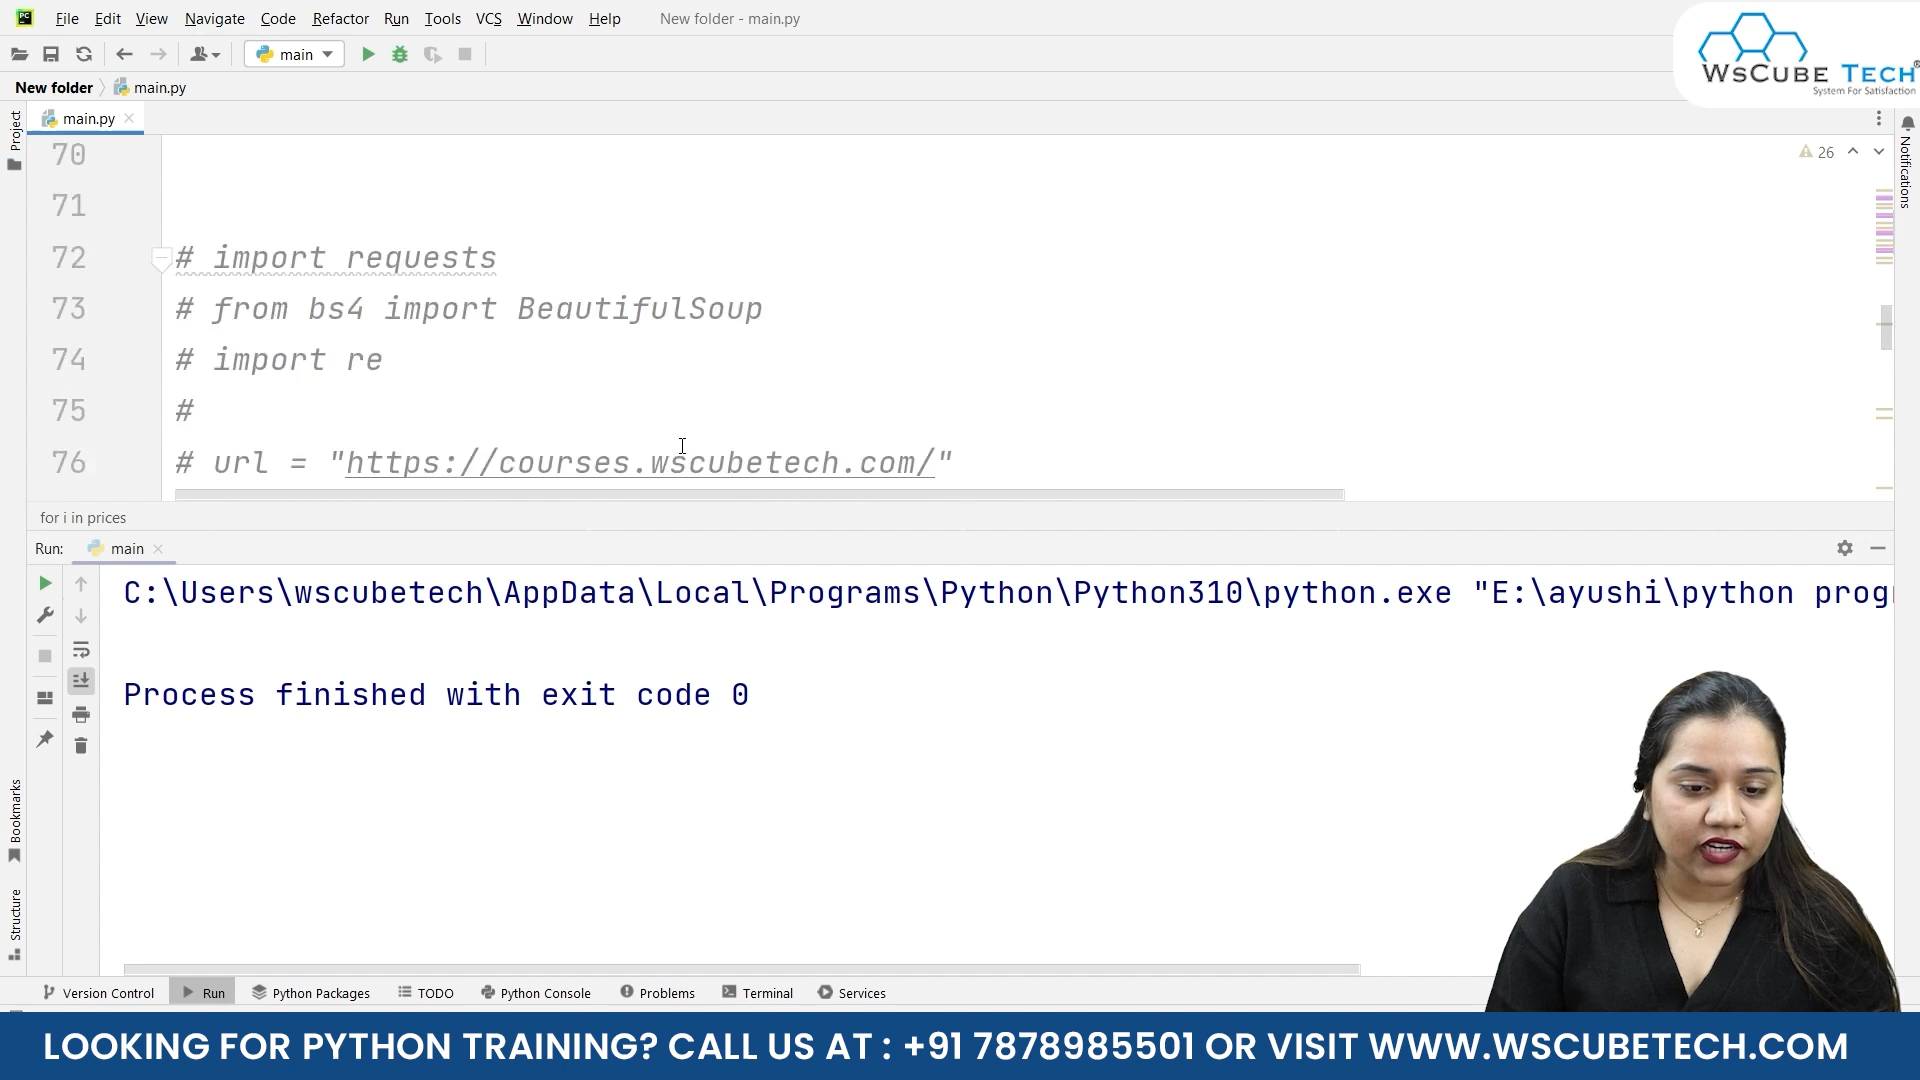 File Edit View Navigate Code Refactor Run Tools VCS Window Help New folder - main.py
main
New folder main.py
WsCube Tech®
System For Satisfaction
Project
main.py
26
Notifications
70
71
72 # import requests
73 # from bs4 import BeautifulSoup
74 # import re
75 #
76 # url = "https://courses.wscubetech.com/"
for i in prices
Run: main
C:\Users\wscubetech\AppData\Local\Programs\Python\Python310\python.exe "E:\ayushi\python prog
Process finished with exit code 0
Bookmarks
Structure
Version Control Run Python Packages TODO Python Console Problems Terminal Services
LOOKING FOR PYTHON TRAINING? CALL US AT : +91 7878985501 OR VISIT WWW.WSCUBETECH.COM